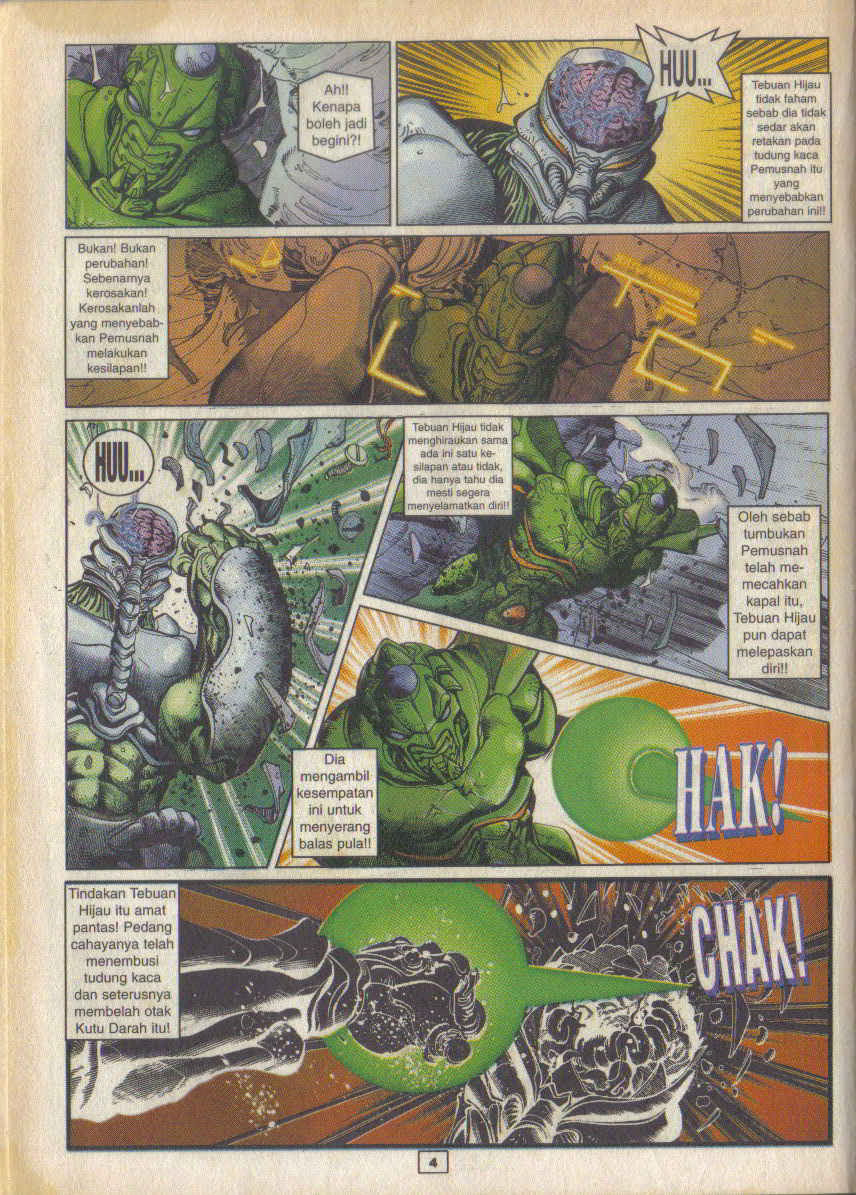 Ah!!
Kenapa
boleh jadi
begini?!
HUU...
Tebuan Hijau
tidak faham
sebab dia tidak
sedar akan
retakan pada
tudung kaca
Pemusnah itu
yang
menyebabkan
perubahan ini!!
Bukan! Bukan
perubahan!
Sebenarnya
kerosakan!
Kerosakanlah
yang menyebab-
kan Pemusnah
melakukan
kesilapan!!
HUU...
Tebuan Hijau tidak
menghiraukan sama
ada ini satu ke-
silapan atau tidak,
dia hanya tahu dia
mesti segera
menyelamatkan diri!!
Oleh sebab
tumbukan
Pemusnah
telah me-
mecahkan
kapal itu,
Tebuan Hijau
pun dapat
melepaskan
diri!!
Dia
mengambil
kesempatan
ini untuk
menyerang
balas pula!!
HAK!
Tindakan Tebuan
Hijau itu amat
pantas! Pedang
cahayanya telah
menembusi
tudung kaca
dan seterusnya
membelah otak
Kutu Darah itu!
CHAK!
4